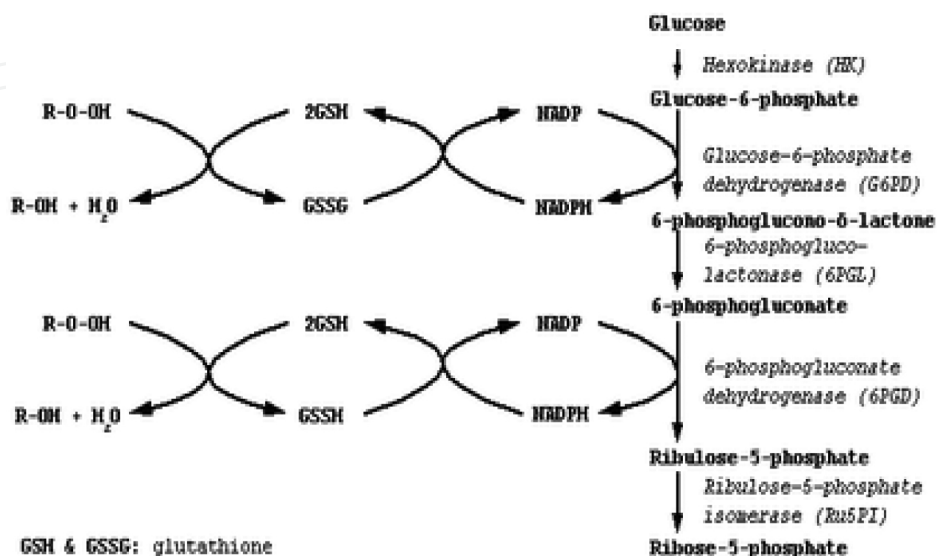 Glucose
Hexokinase (HK)
Glucose-6-phosphate
R-O-OH 2GSH NADP
Glucose-6-phosphate
dehydrogenase (G6PD)
R-OH + H₂O GSSG NADPH
6-phosphoglucono-δ-lactone
6-phosphogluco-
lactonase (6PGL)
6-phosphogluconate
R-O-OH 2GSH NADP
6-phosphogluconate
dehydrogenase (6PGD)
R-OH + H₂O GSSH NADPH
Ribulose-5-phosphate
Ribulose-5-phosphate
isomerase (Ru5PI)
GSH & GSSG: glutathione
Ribose-5-phosphate